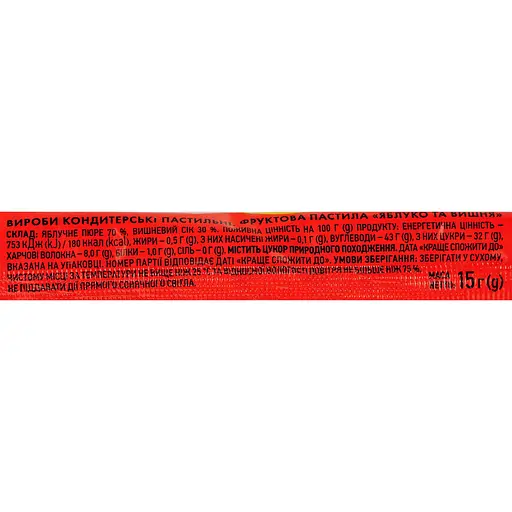 ВИРОБИ КОНДИТЕРСЬКІ ПАСТИЛЬНІ. ФРУКТОВА ПАСТИЛА «ЯБЛУКО ТА ВИШНЯ»
СКЛАД: ЯБЛУЧНЕ ПЮРЕ 70 %, ВИШНЕВИЙ СІК 30 %. ПОЖИВНА ЦІННІСТЬ НА 100 Г (g) ПРОДУКТУ: ЕНЕРГЕТИЧНА ЦІННІСТЬ –
753 кДж (kJ) / 180 ккал (kcal), ЖИРИ – 0,5 Г (g), З НИХ НАСИЧЕНІ ЖИРИ – 0,1 Г (g), ВУГЛЕВОДИ – 43 Г (g), З НИХ ЦУКРИ – 32 Г (g),
ХАРЧОВІ ВОЛОКНА – 8,0 Г (g), БІЛКИ – 1,0 Г (g), СІЛЬ – 0 Г (g). МІСТИТЬ ЦУКОР ПРИРОДНОГО ПОХОДЖЕННЯ. ДАТА «КРАЩЕ СПОЖИТИ ДО»
ВКАЗАНА НА УПАКОВЦІ. НОМЕР ПАРТІЇ ВІДПОВІДАЄ ДАТІ «КРАЩЕ СПОЖИТИ ДО». УМОВИ ЗБЕРІГАННЯ: ЗБЕРІГАТИ У СУХОМУ,
ЧИСТОМУ МІСЦІ ЗА ТЕМПЕРАТУРИ НЕ ВИЩЕ НІЖ 25 °С ТА ВІДНОСНОЇ ВОЛОГОСТІ ПОВІТРЯ НЕ БІЛЬШЕ НІЖ 75 %.
НЕ ПІДДАВАТИ ДІЇ ПРЯМОГО СОНЯЧНОГО СВІТЛА.
МАСА
НЕТТО: 15 г (g)